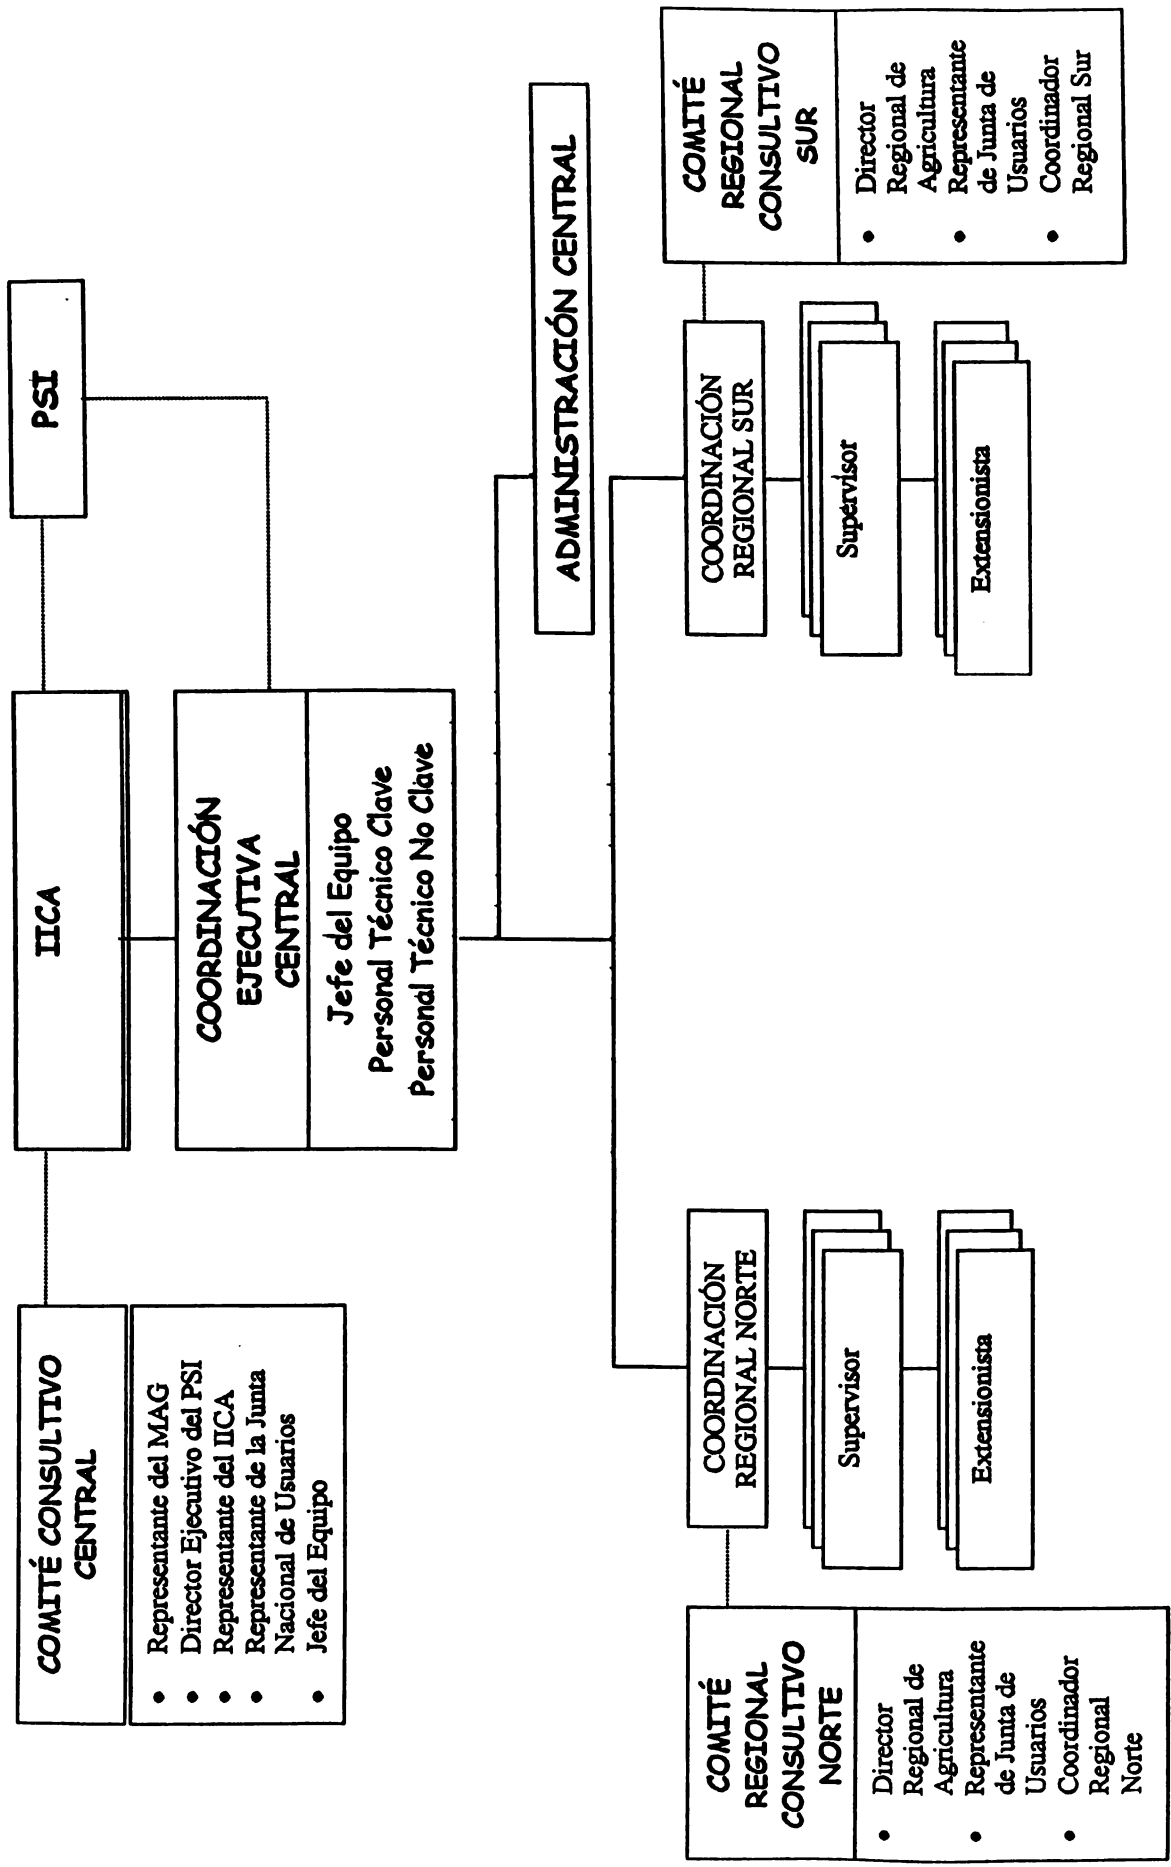 COMITÉ CONSULTIVO
CENTRAL
• Representante del MAG
• Director Ejecutivo del PSI
• Representante del IICA
• Representante de la Junta
Nacional de Usuarios
• Jefe del Equipo
IICA
PSI
COORDINACIÓN
EJECUTIVA
CENTRAL
Jefe del Equipo
Personal Técnico Clave
Personal Técnico No Clave
ADMINISTRACIÓN CENTRAL
COMITÉ
REGIONAL
CONSULTIVO
NORTE
• Director
Regional de
Agricultura
• Representante
de Junta de
Usuarios
• Coordinador
Regional
Norte
COORDINACIÓN
REGIONAL NORTE
Supervisor
Extensionista
COORDINACIÓN
REGIONAL SUR
Supervisor
Extensionista
COMITÉ
REGIONAL
CONSULTIVO
SUR
• Director
Regional de
Agricultura
• Representante
de Junta de
Usuarios
• Coordinador
Regional Sur